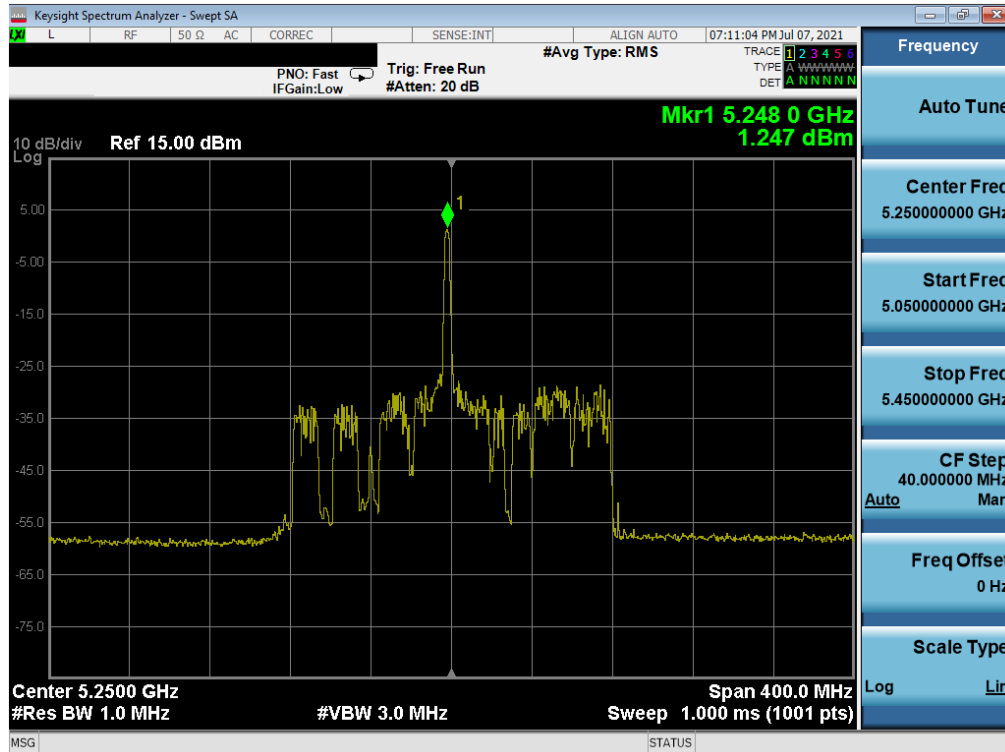 Keysight Spectrum Analyzer - Swept SA
LXI L RF 50 Ω AC CORREC SENSE:INT ALIGN AUTO 07:11:04 PM Jul 07, 2021
#Avg Type: RMS
TRACE 1 2 3 4 5 6
TYPE A WWWWW
DET A N N N N N
PNO: Fast
IFGain:Low
Trig: Free Run
#Atten: 20 dB
Mkr1 5.248 0 GHz
1.247 dBm
10 dB/div Ref 15.00 dBm
Log
1
5.00
-5.00
-15.0
-25.0
-35.0
-45.0
-55.0
-65.0
-75.0
Center 5.2500 GHz Span 400.0 MHz
#Res BW 1.0 MHz #VBW 3.0 MHz Sweep 1.000 ms (1001 pts)
MSG STATUS
Frequency
Auto Tune
Center Freq
5.250000000 GHz
Start Freq
5.050000000 GHz
Stop Freq
5.450000000 GHz
CF Step
40.000000 MHz
Auto Man
Freq Offset
0 Hz
Scale Type
Log Lin